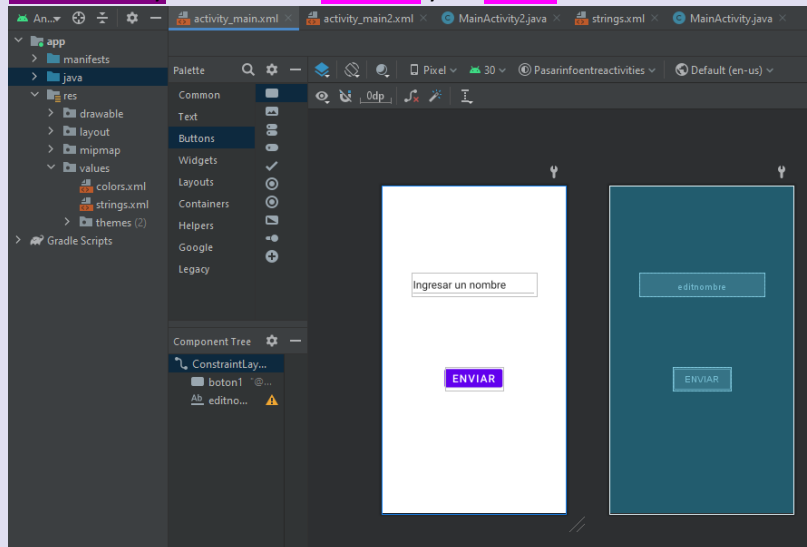 An...
activity_main.xml
activity_main2.xml
MainActivity2.java
strings.xml
MainActivity.java
app
manifests
java
res
drawable
layout
mipmap
values
colors.xml
strings.xml
themes (2)
Gradle Scripts
Palette
Common
Text
Buttons
Widgets
Layouts
Containers
Helpers
Google
Legacy
Pixel
30
Pasarinfoentreactivities
Default (en-us)
0dp
Component Tree
ConstraintLay...
boton1 "@...
Ab editno...
Ingresar un nombre
ENVIAR
editnombre
ENVIAR